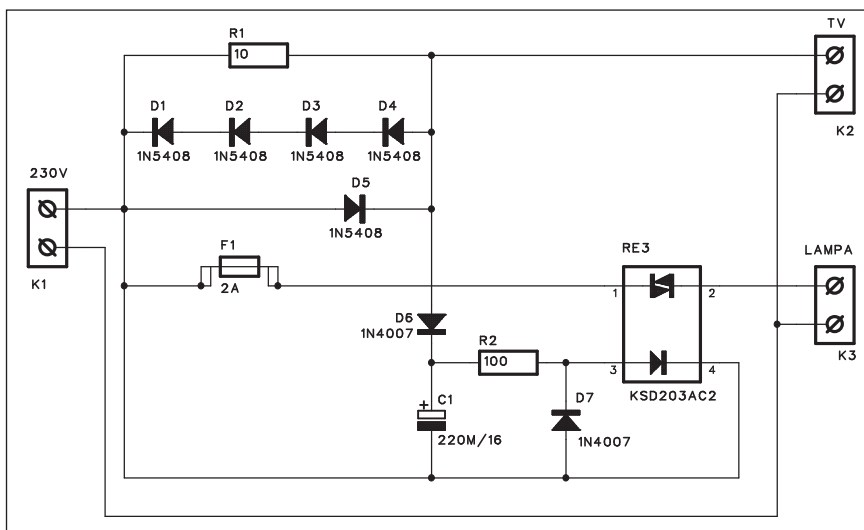 TV
R1
10
K2
D1
D2
D3
D4
1N5408
1N5408
1N5408
1N5408
230V
K1
D5
1N5408
F1
2A
RE3
1
2
3
4
KSD203AC2
LAMPA
K3
D6
1N4007
R2
100
+
C1
220M/16
D7
1N4007